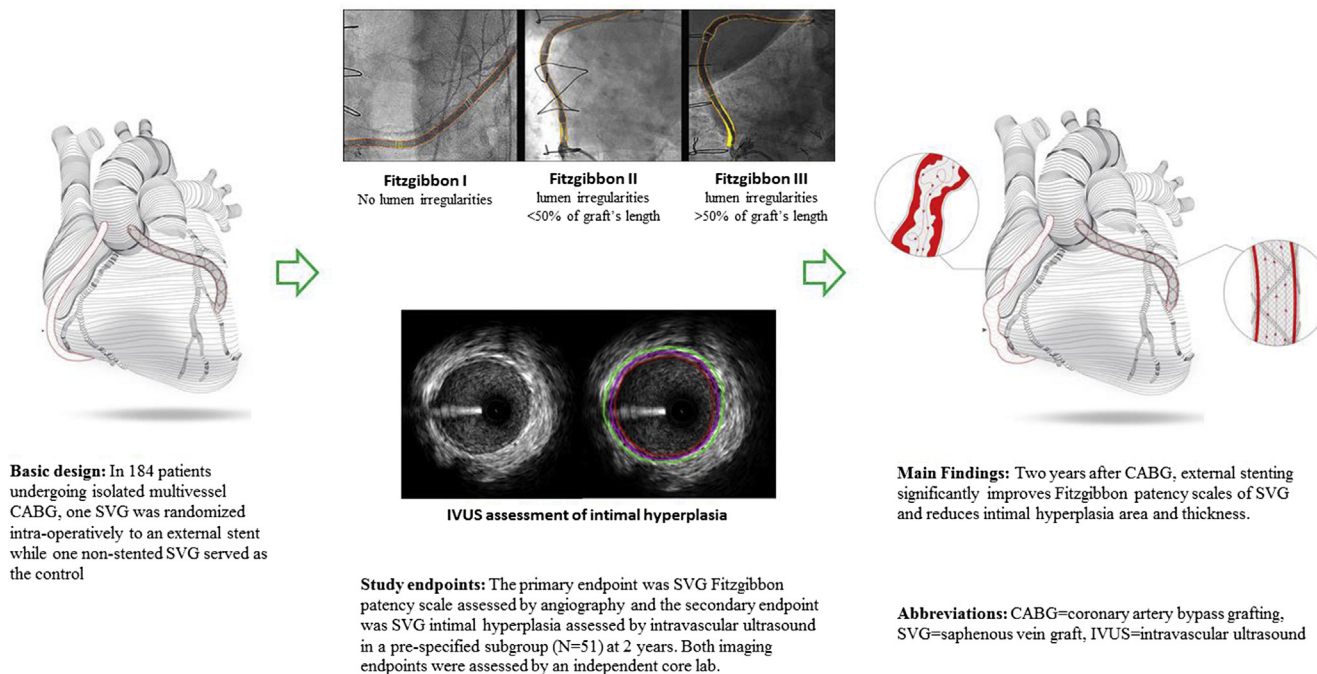 Fitzgibbon I
No lumen irregularities
Fitzgibbon II
lumen irregularities
<50% of graft's length
Fitzgibbon III
lumen irregularities
>50% of graft's length
IVUS assessment of intimal hyperplasia
Basic design: In 184 patients
undergoing isolated multivessel
CABG, one SVG was randomized
intra-operatively to an external stent
while one non-stented SVG served as
the control
Study endpoints: The primary endpoint was SVG Fitzgibbon
patency scale assessed by angiography and the secondary endpoint
was SVG intimal hyperplasia assessed by intravascular ultrasound
in a pre-specified subgroup (N=51) at 2 years. Both imaging
endpoints were assessed by an independent core lab.
Main Findings: Two years after CABG, external stenting
significantly improves Fitzgibbon patency scales of SVG
and reduces intimal hyperplasia area and thickness.
Abbreviations: CABG=coronary artery bypass grafting,
SVG=saphenous vein graft, IVUS=intravascular ultrasound